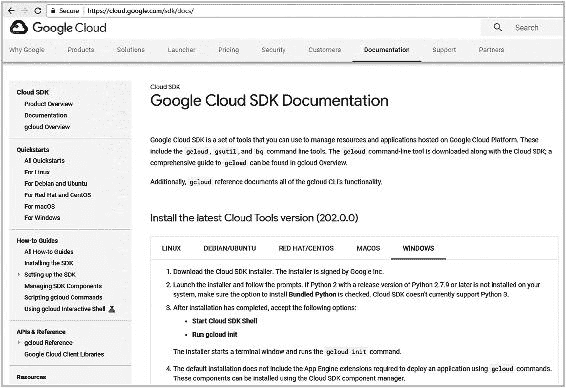 Secure https://cloud.google.com/sdk/docs/
Google Cloud
Search
Why Google Products Solutions Launcher Pricing Security Customers Documentation Support Partners
Cloud SDK
Product Overview
Documentation
gcloud Overview
Quickstarts
All Quickstarts
For Linux
For Debian and Ubuntu
For Red Hat and CentOS
For macOS
For Windows
How-to Guides
All How-to Guides
Installing the SDK
Setting up the SDK
Managing SDK Components
Scripting gcloud Commands
Using gcloud Interactive Shell
APIs & Reference
gcloud Reference
Google Cloud Client Libraries
Resources
Cloud SDK
Google Cloud SDK Documentation
Google Cloud SDK is a set of tools that you can use to manage resources and applications hosted on Google Cloud Platform. These
include the gcloud, gsutil, and bq command line tools. The gcloud command-line tool is downloaded along with the Cloud SDK; a
comprehensive guide to gcloud can be found in gcloud Overview.
Additionally, gcloud reference documents all of the gcloud CLI's functionality.
Install the latest Cloud Tools version (202.0.0)
LINUX DEBIAN/UBUNTU RED HAT/CENTOS MACOS WINDOWS
1. Download the Cloud SDK installer. The installer is signed by Google Inc.
2. Launch the installer and follow the prompts. If Python 2 with a release version of Python 2.7.9 or later is not installed on your
system, make sure the option to install Bundled Python is checked. Cloud SDK doesn't currently support Python 3.
3. After installation has completed, accept the following options:
• Start Cloud SDK Shell
• Run gcloud init
The installer starts a terminal window and runs the gcloud init command.
4. The default installation does not include the App Engine extensions required to deploy an application using gcloud commands.
These components can be installed using the Cloud SDK component manager.